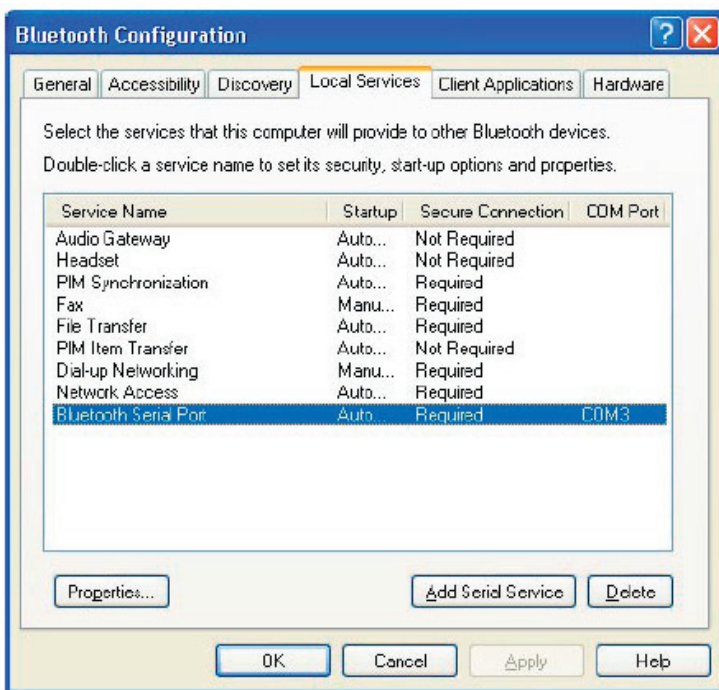 Bluetooth Configuration
General Accessibility Discovery Local Services Client Applications Hardware
Select the services that this computer will provide to other Bluetooth devices.
Double-click a service name to set its security, start-up options and properties.
Service Name Startup Secure Connection COM Port
Audio Gateway Auto... Not Required
Headset Auto... Not Required
PIM Synchronization Auto... Required
Fax Manu... Required
File Transfer Auto... Required
PIM Item Transfer Auto... Not Required
Dial-up Networking Manu... Required
Network Access Auto... Required
Bluetooth Serial Port Auto... Required COM3
Properties... Add Serial Service Delete
OK Cancel Apply Help